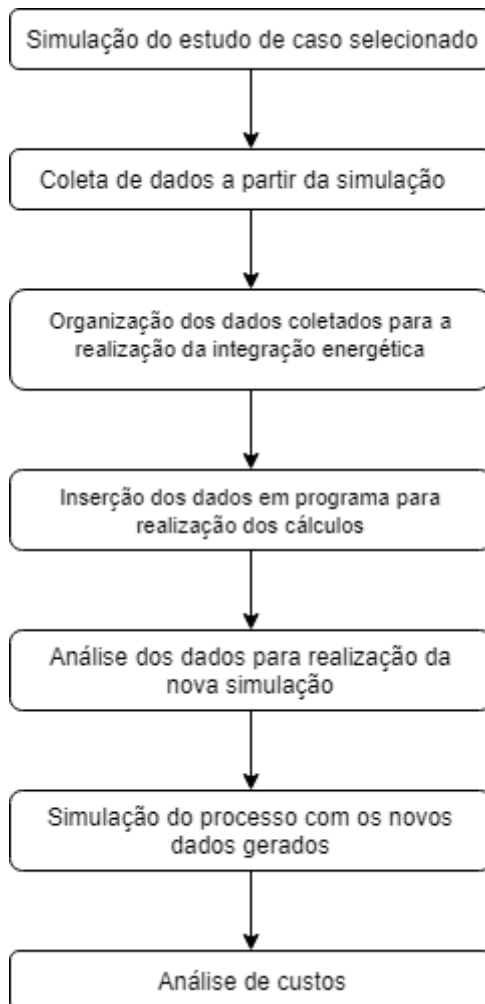 Simulação do estudo de caso selecionado
Coleta de dados a partir da simulação
Organização dos dados coletados para a
realização da integração energética
Inserção dos dados em programa para
realização dos cálculos
Análise dos dados para realização da
nova simulação
Simulação do processo com os novos
dados gerados
Análise de custos